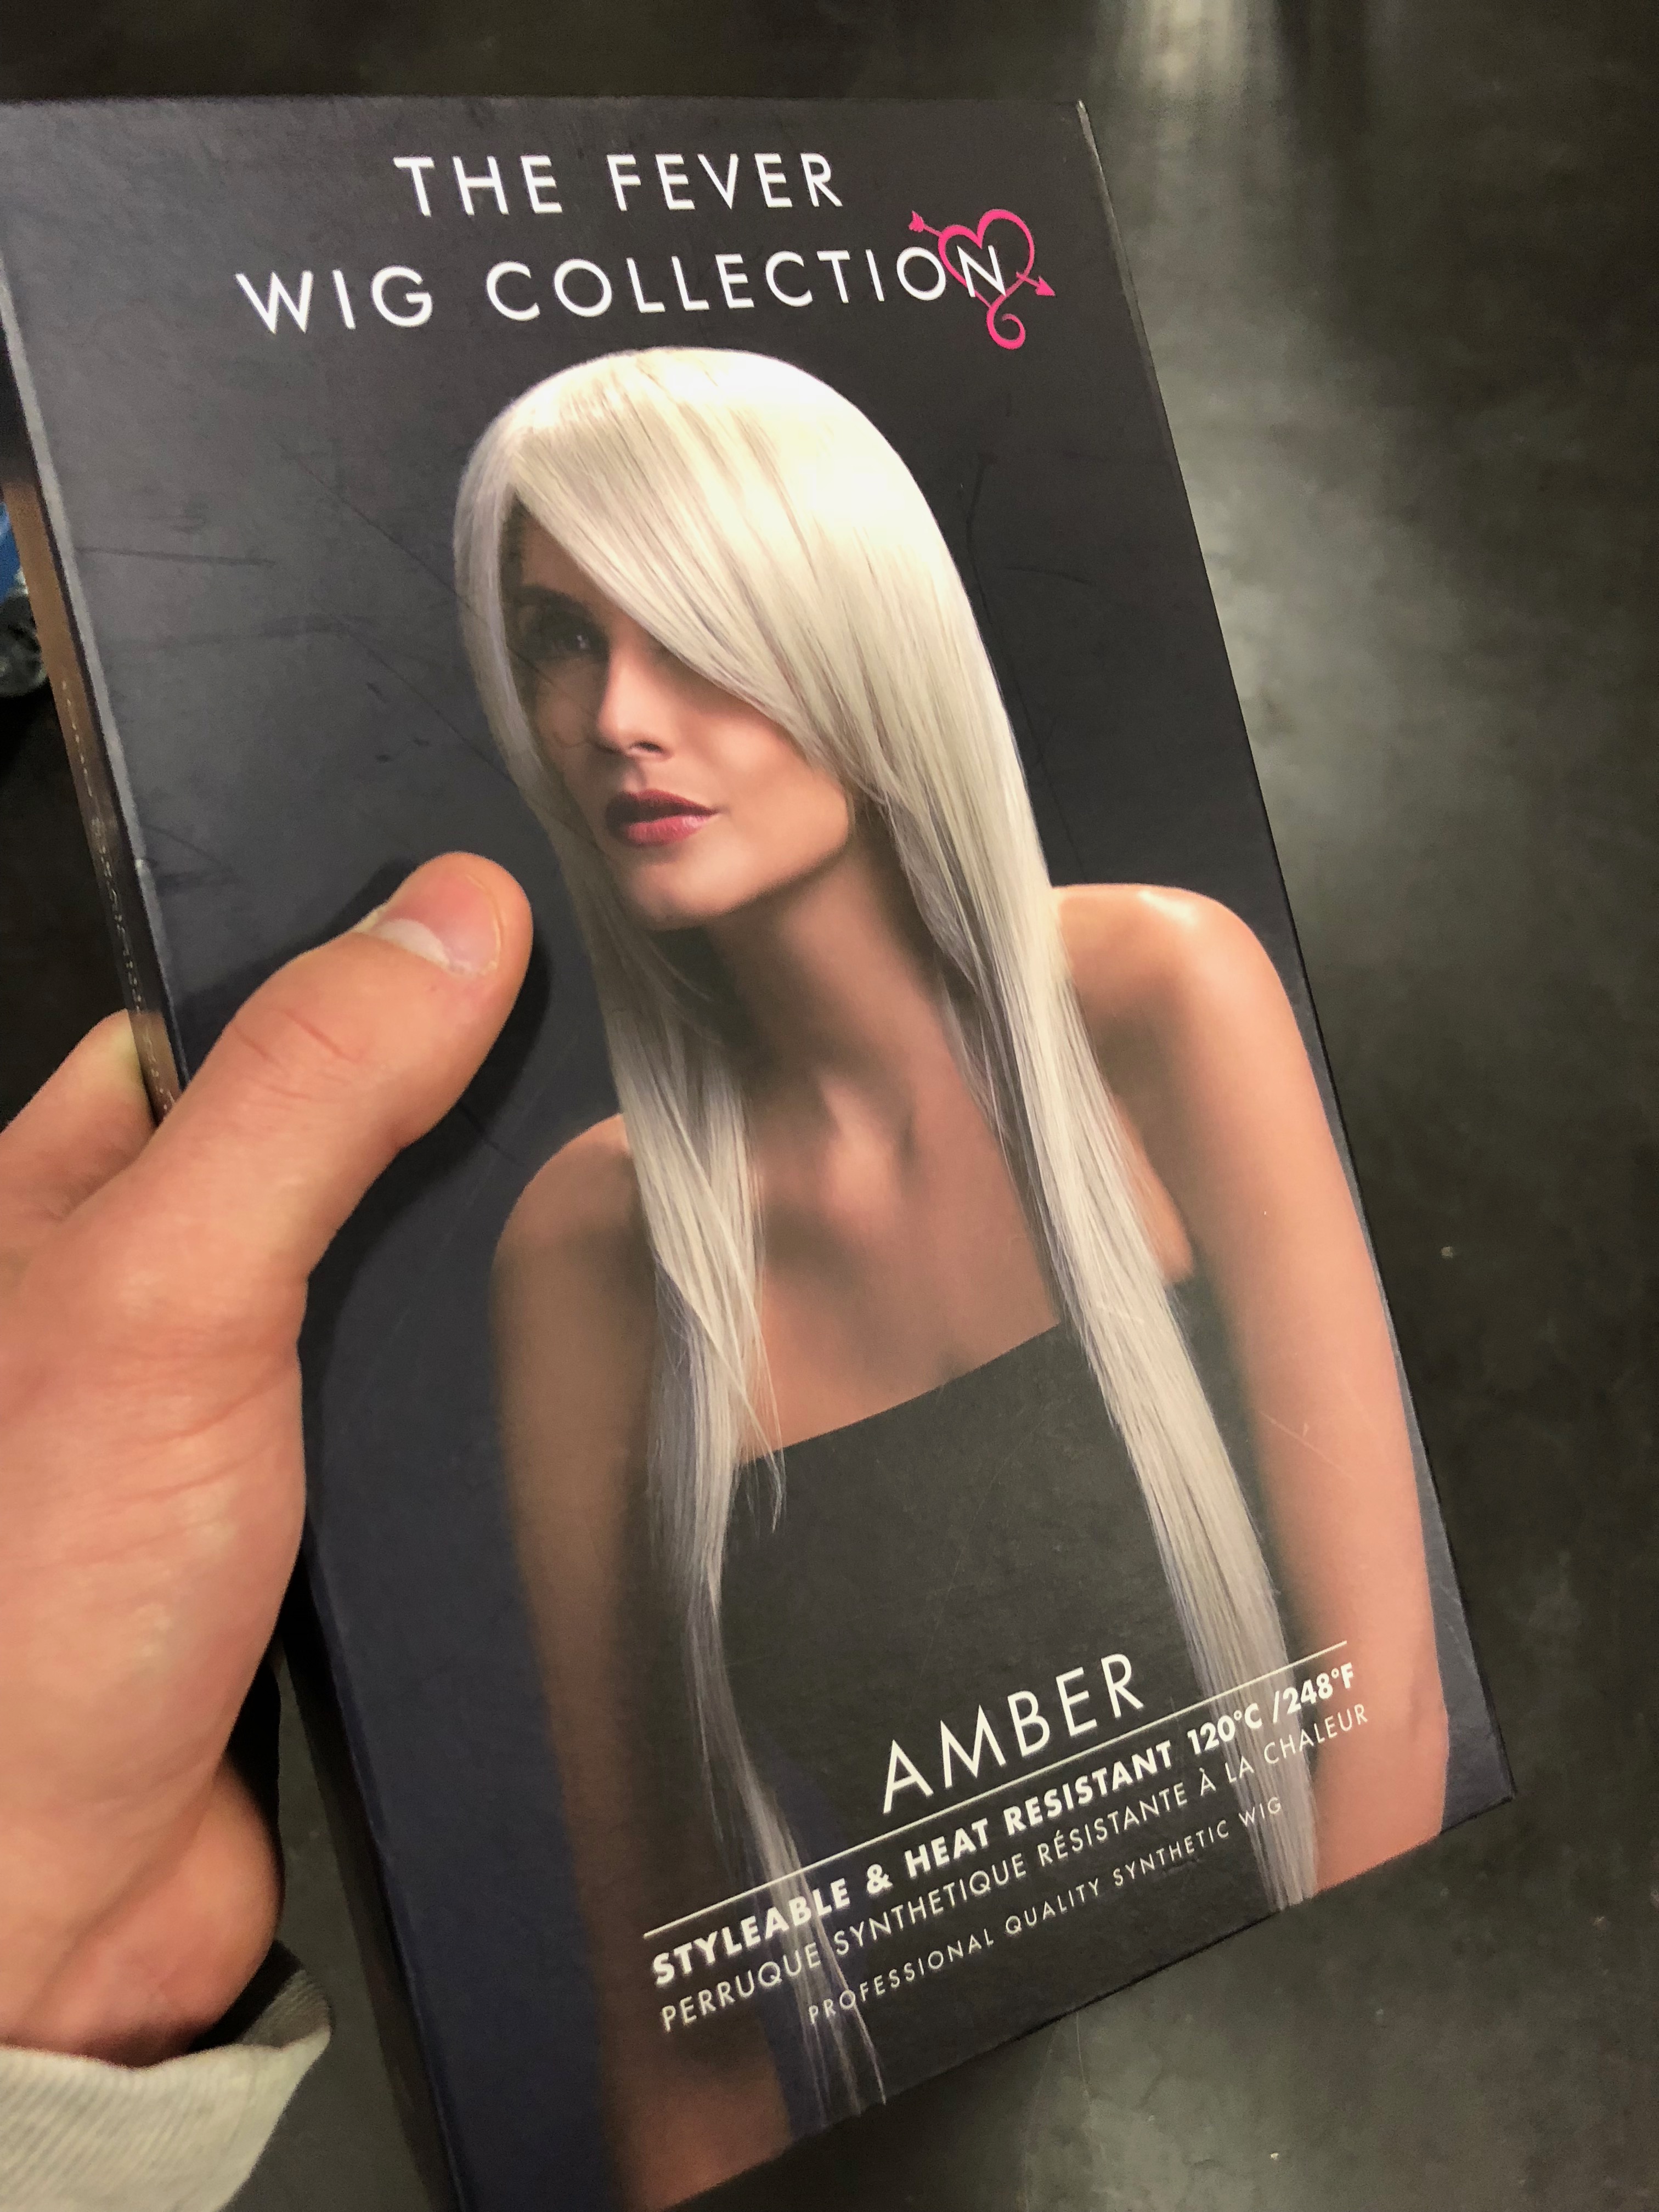 THE FEVER
WIG COLLECTION
AMBER
STYLEABLE & HEAT RESISTANT 120°C /248°F
PERRUQUE SYNTHETIQUE RÉSISTANTE À LA CHALEUR
PROFESSIONAL QUALITY SYNTHETIC WIG